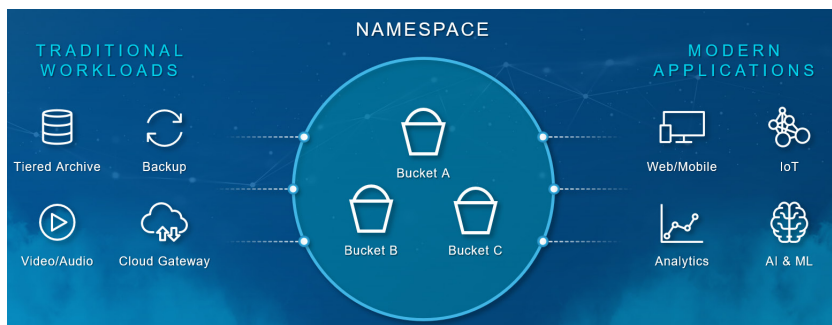 NAMESPACE
TRADITIONAL
WORKLOADS
Tiered Archive
Backup
Video/Audio
Cloud Gateway
Bucket A
Bucket B
Bucket C
MODERN
APPLICATIONS
Web/Mobile
IoT
Analytics
AI & ML